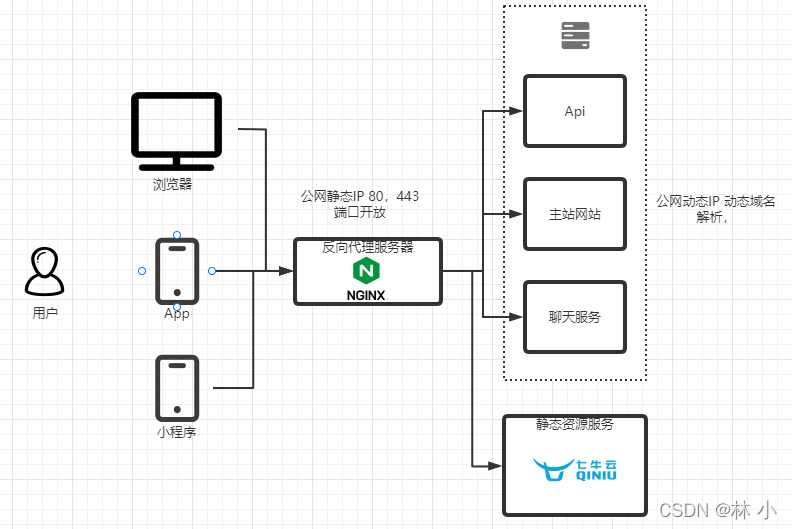 浏览器
用户
App
小程序
公网静态IP 80，443
端口开放
反向代理服务器
N
NGINX
Api
主站网站
聊天服务
公网动态IP 动态域名
解析，
静态资源服务
七牛云
QINIU
CSDN @林 小